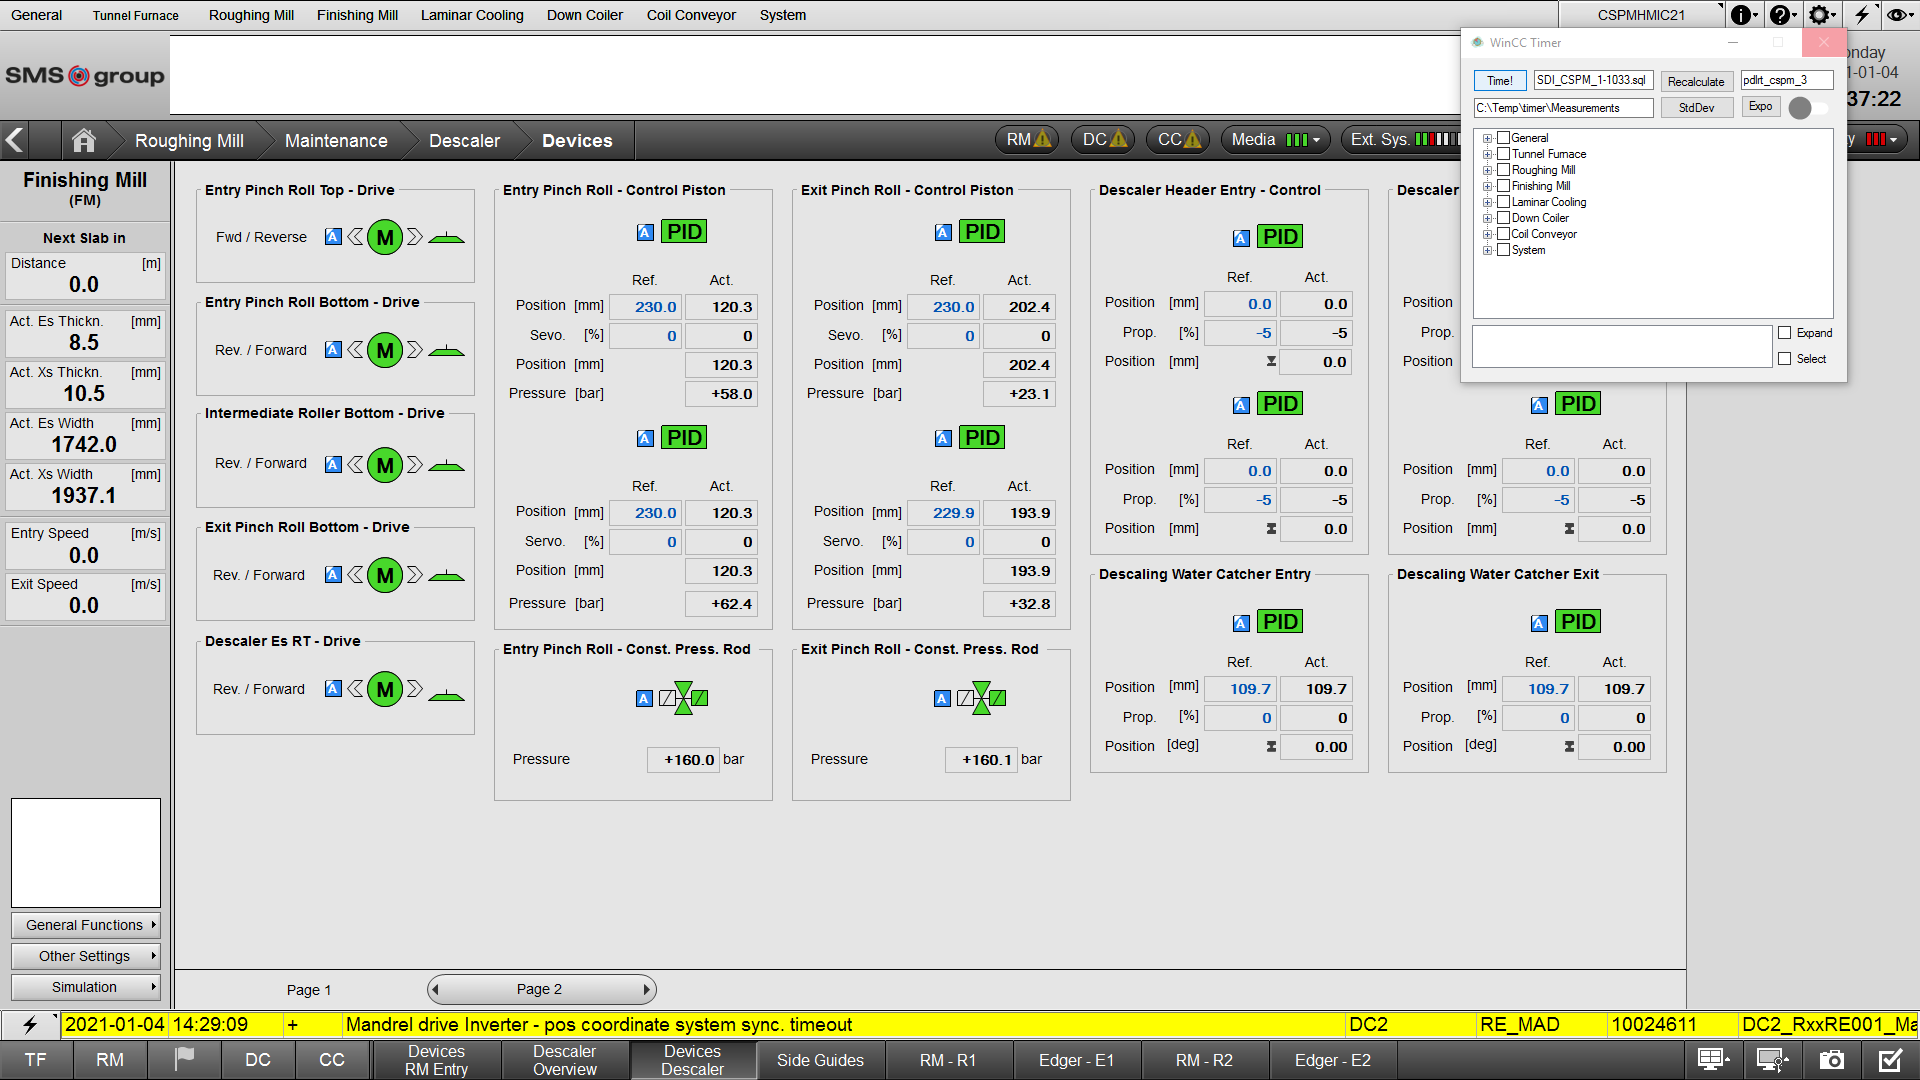 General Tunnel Furnace Roughing Mill Finishing Mill Laminar Cooling Down Coiler Coil Conveyor System CSPMHMIC21
SMS group
WinCC Timer
onday
1-01-04
37:22
Time! SDI_CSPM_1-1033.sql Recalculate pdlrt_cspm_3
C:\Temp\timer\Measurements StdDev Expo
General
Tunnel Furnace
Roughing Mill
Finishing Mill
Laminar Cooling
Down Coiler
Coil Conveyor
System
Expand
Select
Roughing Mill Maintenance Descaler Devices RM DC CC Media Ext. Sys. y
Finishing Mill
(FM)
Next Slab in
Distance [m]
0.0
Act. Es Thickn. [mm]
8.5
Act. Xs Thickn. [mm]
10.5
Act. Es Width [mm]
1742.0
Act. Xs Width [mm]
1937.1
Entry Speed [m/s]
0.0
Exit Speed [m/s]
0.0
General Functions
Other Settings
Simulation
Entry Pinch Roll Top - Drive
Fwd / Reverse A M
Entry Pinch Roll Bottom - Drive
Rev. / Forward A M
Intermediate Roller Bottom - Drive
Rev. / Forward A M
Exit Pinch Roll Bottom - Drive
Rev. / Forward A M
Descaler Es RT - Drive
Rev. / Forward A M
Entry Pinch Roll - Control Piston
A PID
Ref. Act.
Position [mm] 230.0 120.3
Sevo. [%] 0 0
Position [mm] 120.3
Pressure [bar] +58.0
A PID
Ref. Act.
Position [mm] 230.0 120.3
Servo. [%] 0 0
Position [mm] 120.3
Pressure [bar] +62.4
Entry Pinch Roll - Const. Press. Rod
A
Pressure +160.0 bar
Exit Pinch Roll - Control Piston
A PID
Ref. Act.
Position [mm] 230.0 202.4
Sevo. [%] 0 0
Position [mm] 202.4
Pressure [bar] +23.1
A PID
Ref. Act.
Position [mm] 229.9 193.9
Servo. [%] 0 0
Position [mm] 193.9
Pressure [bar] +32.8
Exit Pinch Roll - Const. Press. Rod
A
Pressure +160.1 bar
Descaler Header Entry - Control
A PID
Ref. Act.
Position [mm] 0.0 0.0
Prop. [%] -5 -5
Position [mm] 0.0
A PID
Ref. Act.
Position [mm] 0.0 0.0
Prop. [%] -5 -5
Position [mm] 0.0
Descaling Water Catcher Entry
A PID
Ref. Act.
Position [mm] 109.7 109.7
Prop. [%] 0 0
Position [deg] 0.00
Descaler
Position
Prop.
Position
A PID
Ref. Act.
Position [mm] 0.0 0.0
Prop. [%] -5 -5
Position [mm] 0.0
Descaling Water Catcher Exit
A PID
Ref. Act.
Position [mm] 109.7 109.7
Prop. [%] 0 0
Position [deg] 0.00
Page 1 Page 2
2021-01-04 14:29:09 + Mandrel drive Inverter - pos coordinate system sync. timeout DC2 RE_MAD 10024611 DC2_RxxRE001_Ma
TF RM DC CC Devices RM Entry Descaler Overview Devices Descaler Side Guides RM - R1 Edger - E1 RM - R2 Edger - E2